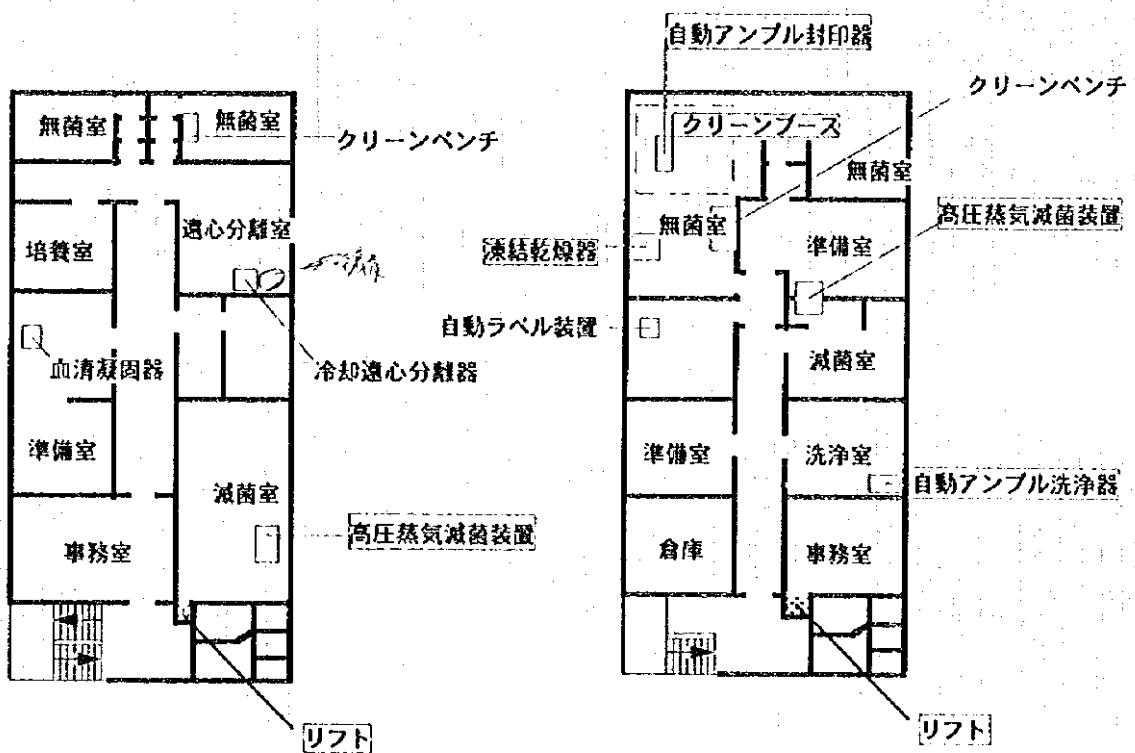 自動アンプル封印器
クリーンベンチ
無菌室
無菌室
クリーンベンチ
クリーンブース
無菌室
遠心分離室
培養室
無菌室
高圧蒸気滅菌装置
準備室
凍結乾燥器
自動ラベル装置
血清凝固器
冷却遠心分離器
滅菌室
準備室
滅菌室
準備室
洗浄室
自動アンプル洗浄器
高圧蒸気滅菌装置
事務室
倉庫
事務室
リフト
リフト